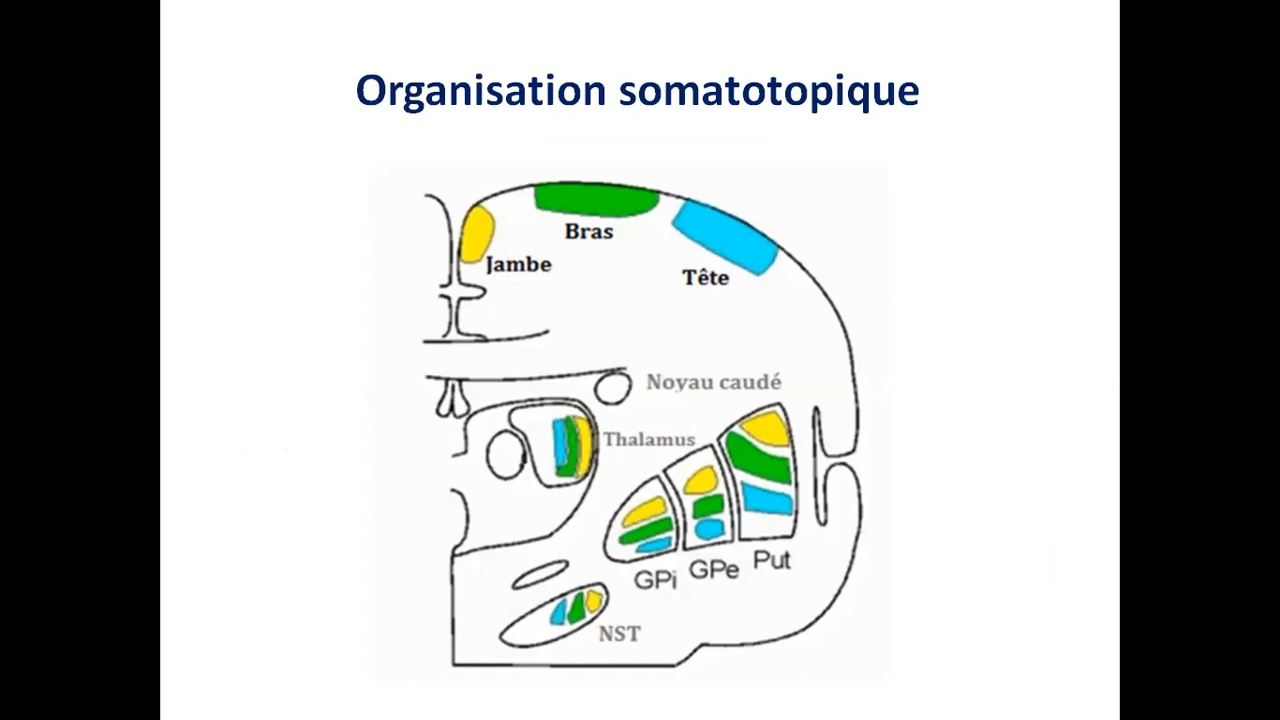 Organisation somatotopique
Bras
Jambe
Tête
Noyau caudé
Thalamus
GPi
GPe
Put
NST